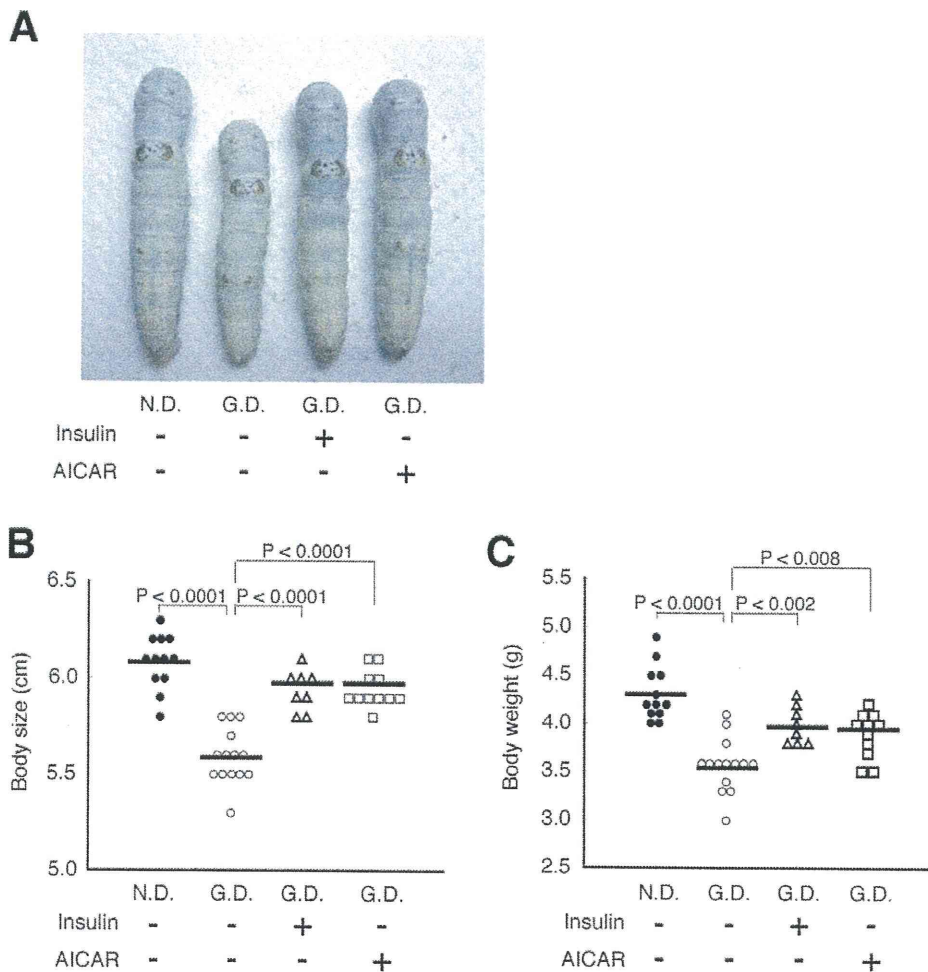 A
N.D. G.D. G.D. G.D.
Insulin - - + -
AICAR - - - +
B
P < 0.0001
P < 0.0001 P < 0.0001
6.5
6.0
5.5
5.0
Body size (cm)
N.D. G.D. G.D. G.D.
Insulin - - + -
AICAR - - - +
C
P < 0.008
P < 0.0001 P < 0.002
5.5
5.0
4.5
4.0
3.5
3.0
2.5
Body weight (g)
N.D. G.D. G.D. G.D.
Insulin - - + -
AICAR - - - +